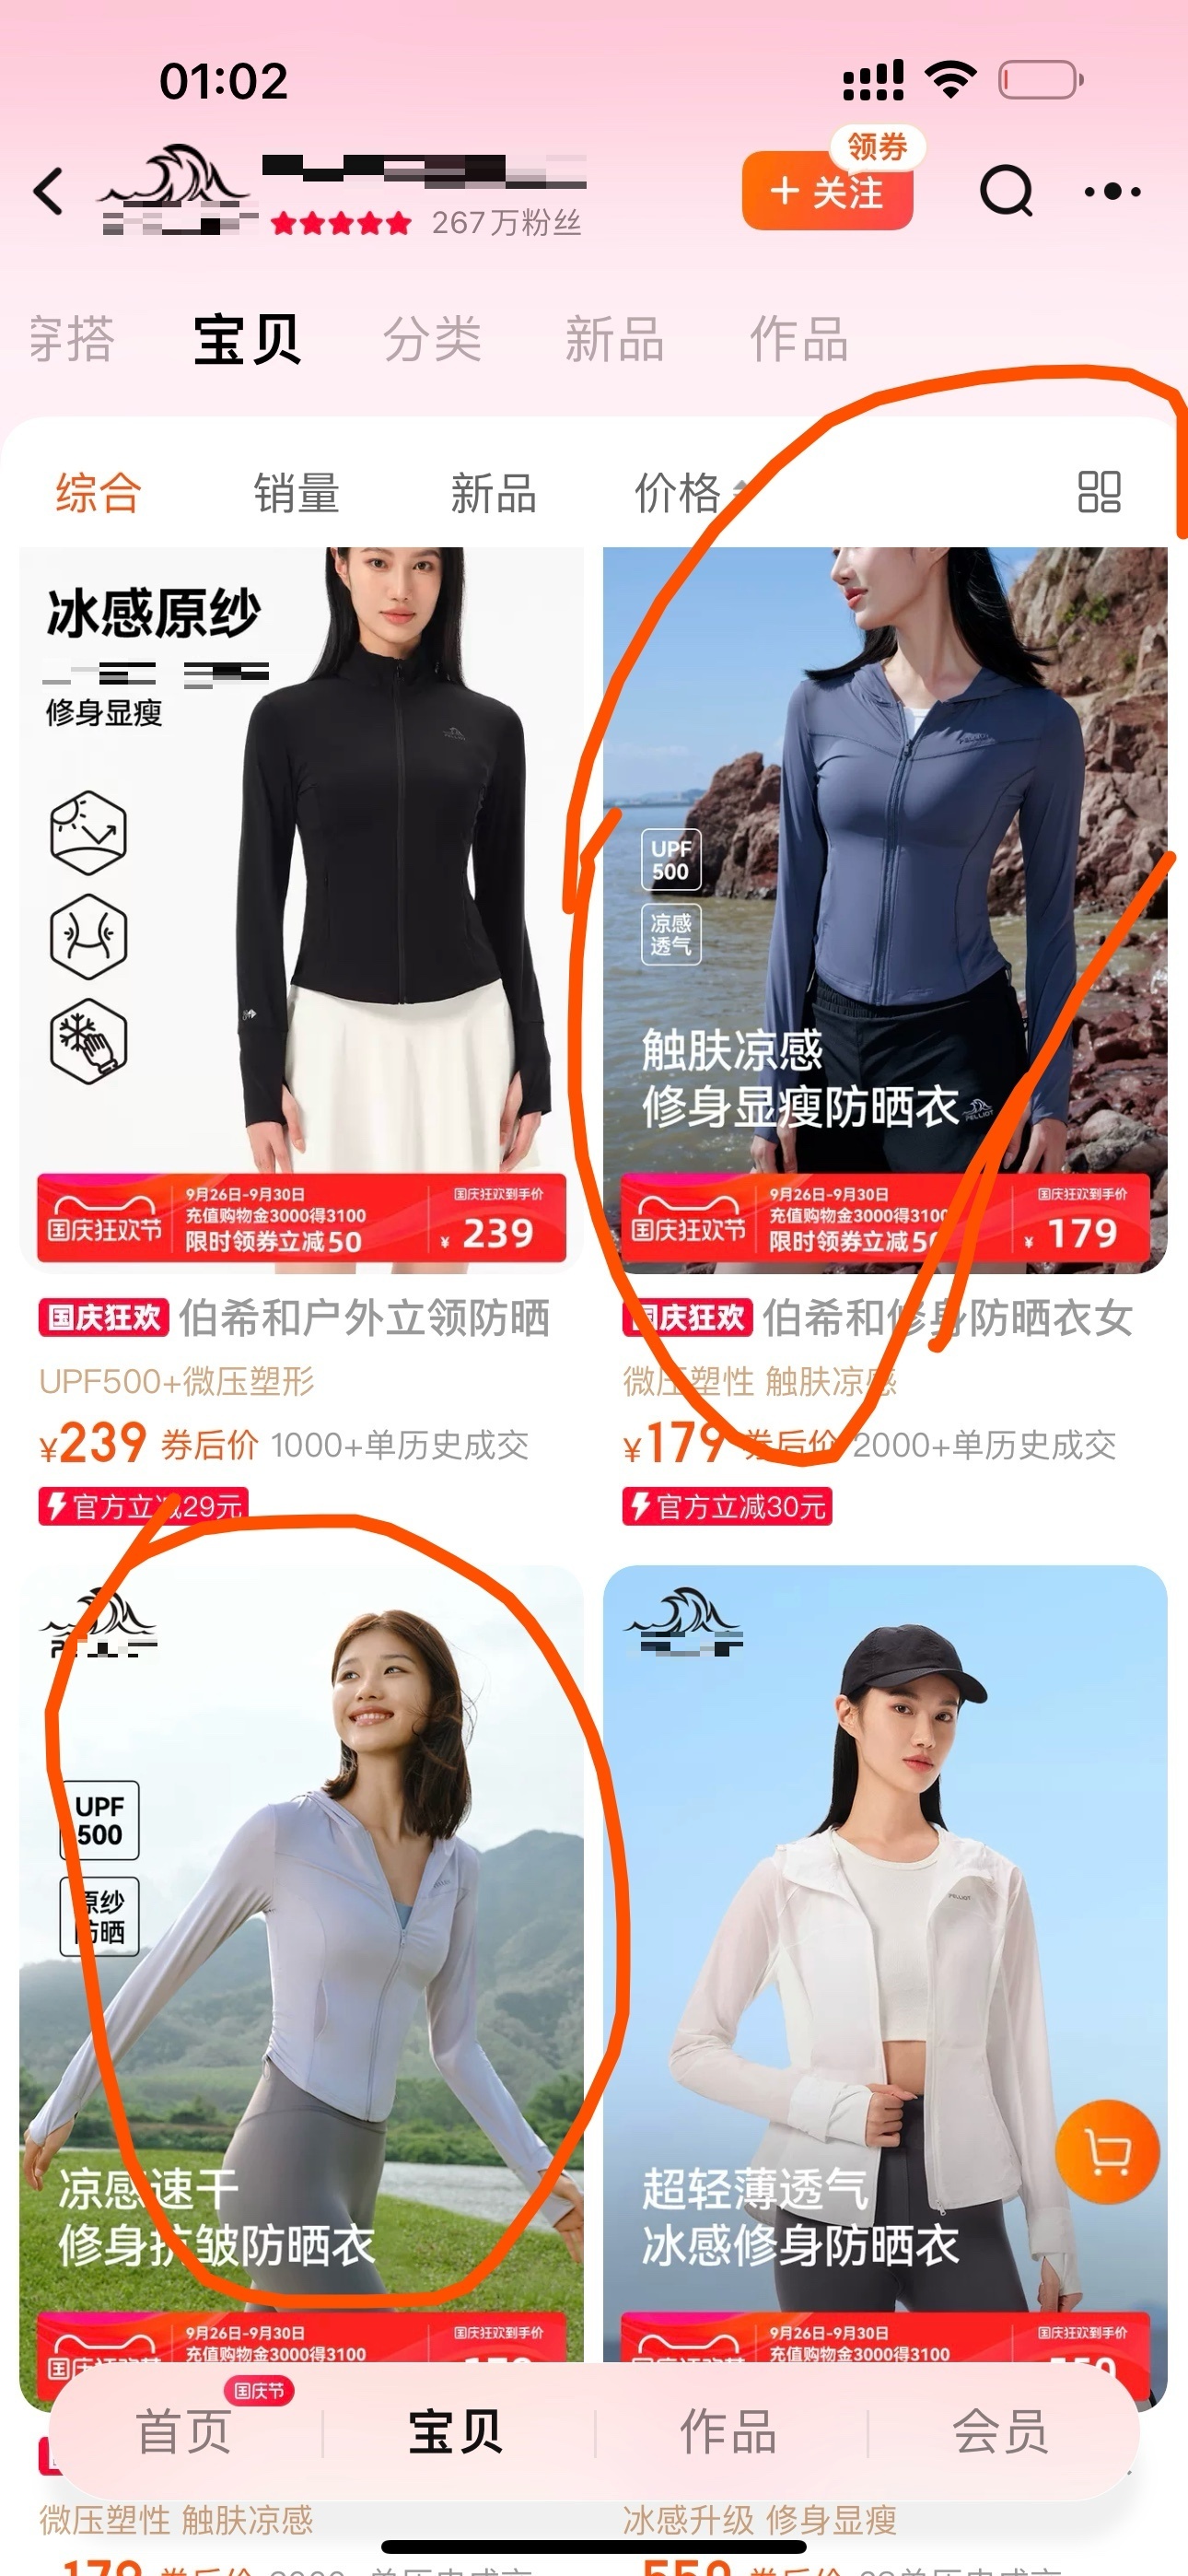 01:02
领券
+ 关注
267万粉丝
穿搭
宝贝
分类
新品
作品
综合
销量
新品
价格
冰感原纱
修身显瘦
UPF
500
凉感
透气
触肤凉感
修身显瘦防晒衣
PELLIOT
国庆狂欢节
9月26日-9月30日
充值购物金3000得3100
限时领券立减50
国庆狂欢到手价
¥ 239
国庆狂欢节
9月26日-9月30日
充值购物金3000得3100
限时领券立减50
国庆狂欢到手价
¥ 179
国庆狂欢 伯希和户外立领防晒
UPF500+微压塑形
¥239 券后价 1000+单历史成交
官方立减29元
国庆狂欢 伯希和修身防晒衣女
微压塑性 触肤凉感
¥179 券后价 2000+单历史成交
官方立减30元
UPF
500
原纱
防晒
凉感速干
修身抗皱防晒衣
PELLIOT
超轻薄透气
冰感修身防晒衣
9月26日-9月30日
充值购物金3000得3100
国庆狂欢到手价
9月26日-9月30日
充值购物金3000得3100
国庆狂欢到手价
国庆节
首页
宝贝
作品
会员
微压塑性 触肤凉感
冰感升级 修身显瘦